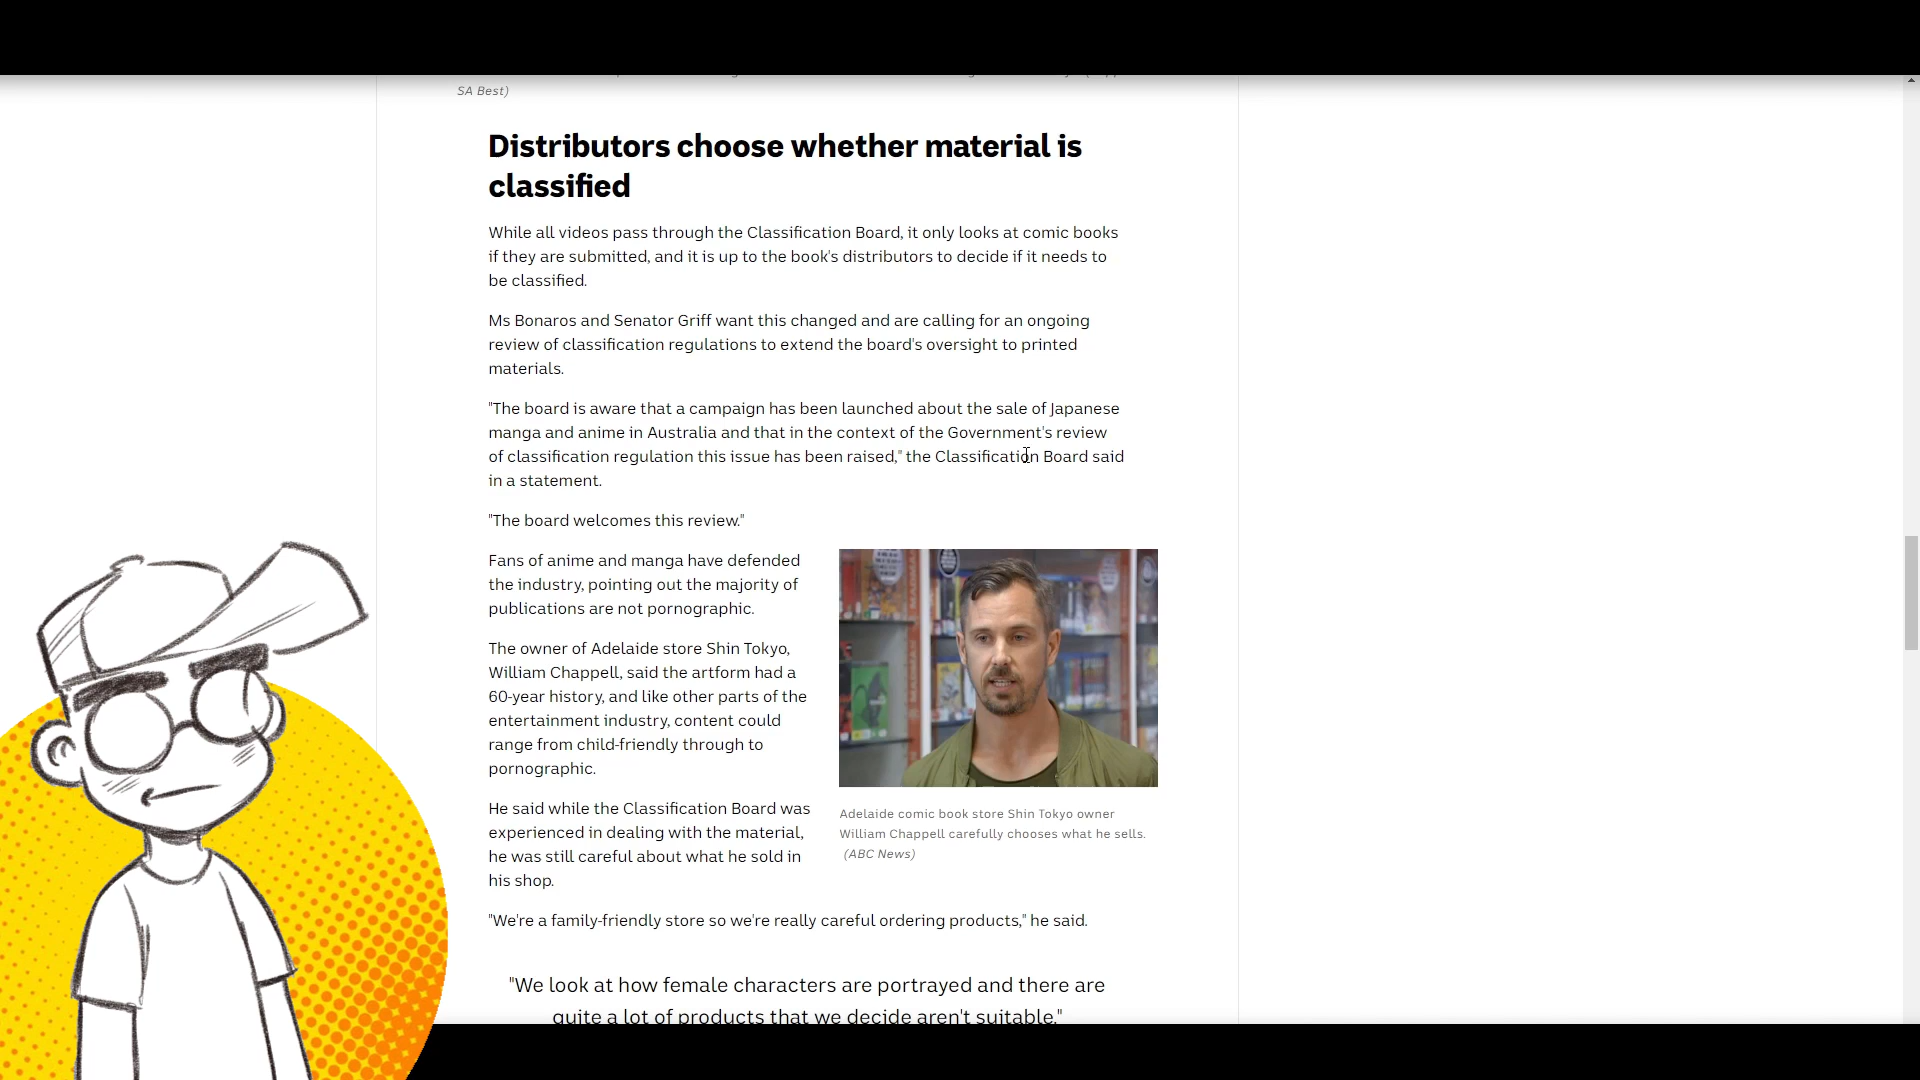 SA Best)
Distributors choose whether material is
classified
While all videos pass through the Classification Board, it only looks at comic books
if they are submitted, and it is up to the book's distributors to decide if it needs to
be classified.
Ms Bonaros and Senator Griff want this changed and are calling for an ongoing
review of classification regulations to extend the board's oversight to printed
materials.
"The board is aware that a campaign has been launched about the sale of Japanese
manga and anime in Australia and that in the context of the Government's review
of classification regulation this issue has been raised," the Classification Board said
in a statement.
"The board welcomes this review."
Fans of anime and manga have defended
the industry, pointing out the majority of
publications are not pornographic.
The owner of Adelaide store Shin Tokyo,
William Chappell, said the artform had a
60-year history, and like other parts of the
entertainment industry, content could
range from child-friendly through to
pornographic.
He said while the Classification Board was
experienced in dealing with the material,
he was still careful about what he sold in
his shop.
Adelaide comic book store Shin Tokyo owner
William Chappell carefully chooses what he sells.
(ABC News)
"We're a family-friendly store so we're really careful ordering products," he said.
"We look at how female characters are portrayed and there are
quite a lot of products that we decide aren't suitable."